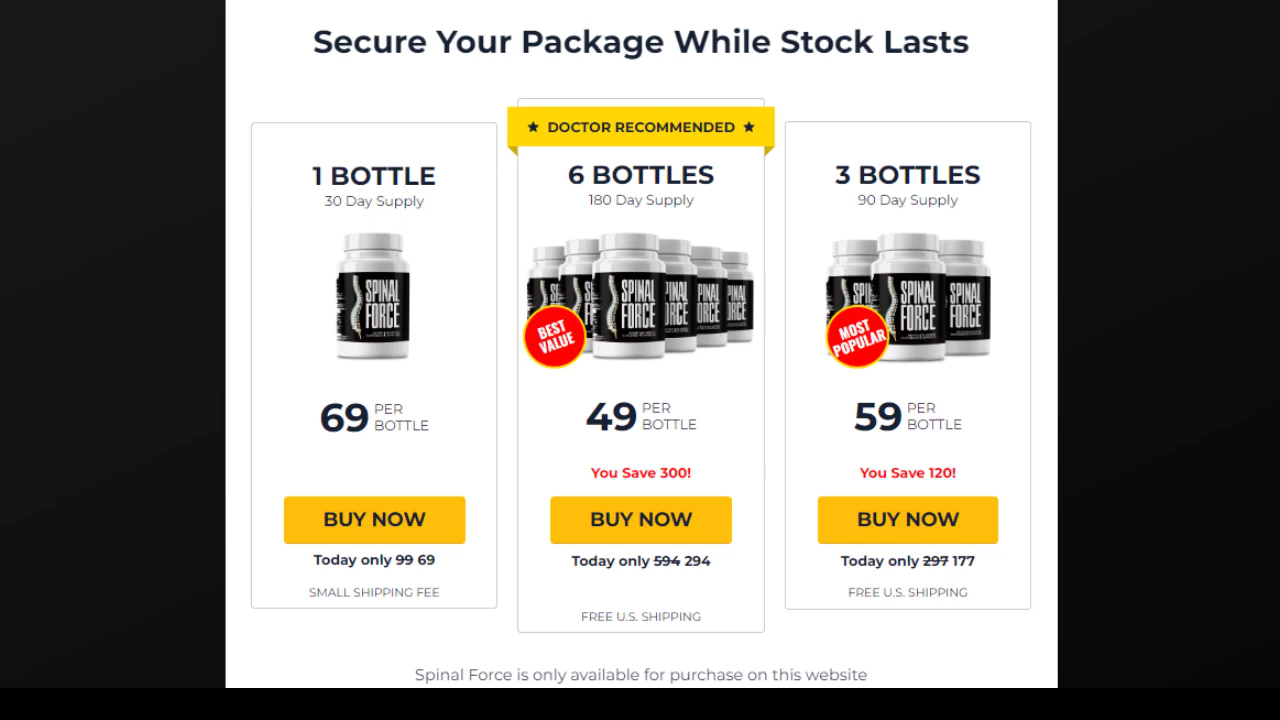 Secure Your Package While Stock Lasts
1 BOTTLE
30 Day Supply
SPINAL
FORCE
69 PER
BOTTLE
BUY NOW
Today only 99 69
SMALL SHIPPING FEE
★ DOCTOR RECOMMENDED ★
6 BOTTLES
180 Day Supply
SPINAL
FORCE
BEST
VALUE
49 PER
BOTTLE
You Save 300!
BUY NOW
Today only 594 294
FREE U.S. SHIPPING
3 BOTTLES
90 Day Supply
SPINAL
FORCE
MOST
POPULAR
59 PER
BOTTLE
You Save 120!
BUY NOW
Today only 297 177
FREE U.S. SHIPPING
Spinal Force is only available for purchase on this website